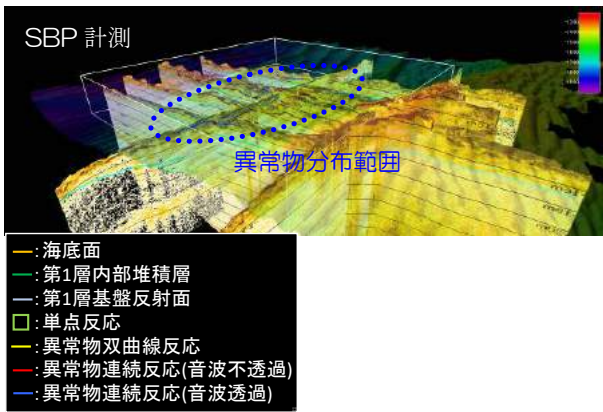 SBP 計測
異常物分布範囲
：海底面
：第1層内部堆積層
：第1層基盤反射面
：単点反応
：異常物双曲線反応
：異常物連続反応(音波不透過)
：異常物連続反応(音波透過)